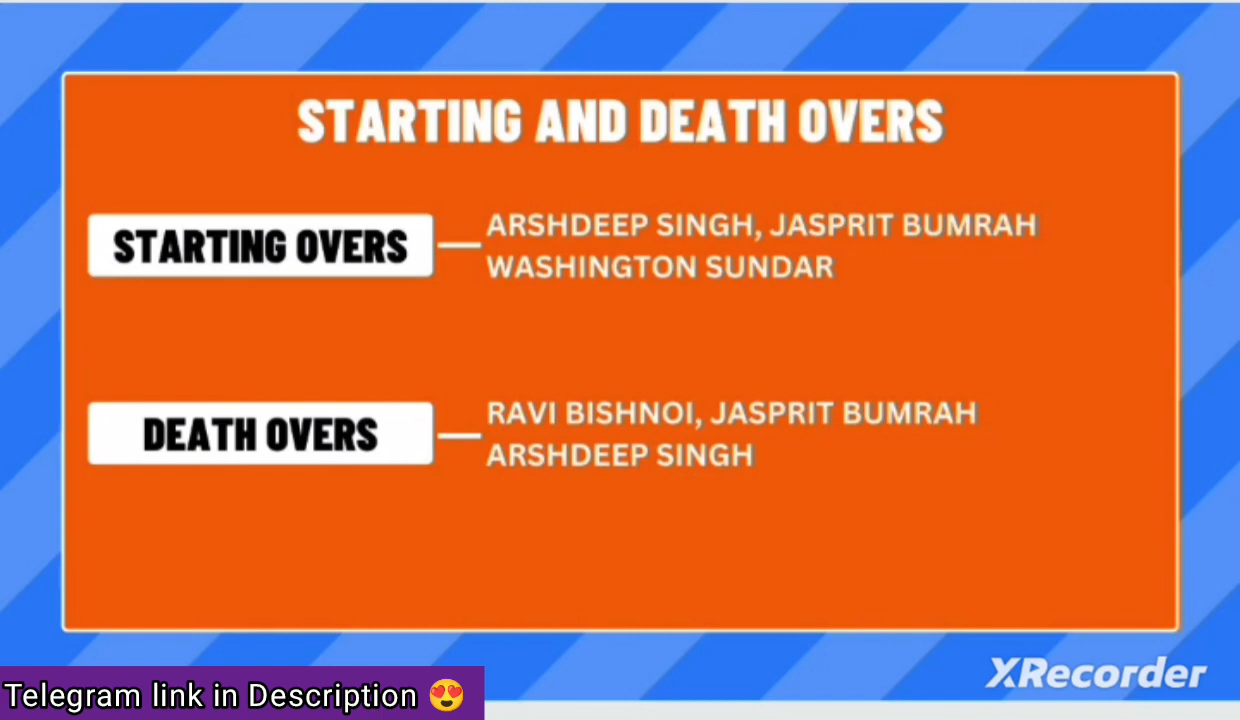 STARTING AND DEATH OVERS
STARTING OVERS
ARSHDEEP SINGH, JASPRIT BUMRAH
WASHINGTON SUNDAR
DEATH OVERS
RAVI BISHNOI, JASPRIT BUMRAH
ARSHDEEP SINGH
XRecorder
Telegram link in Description 😍